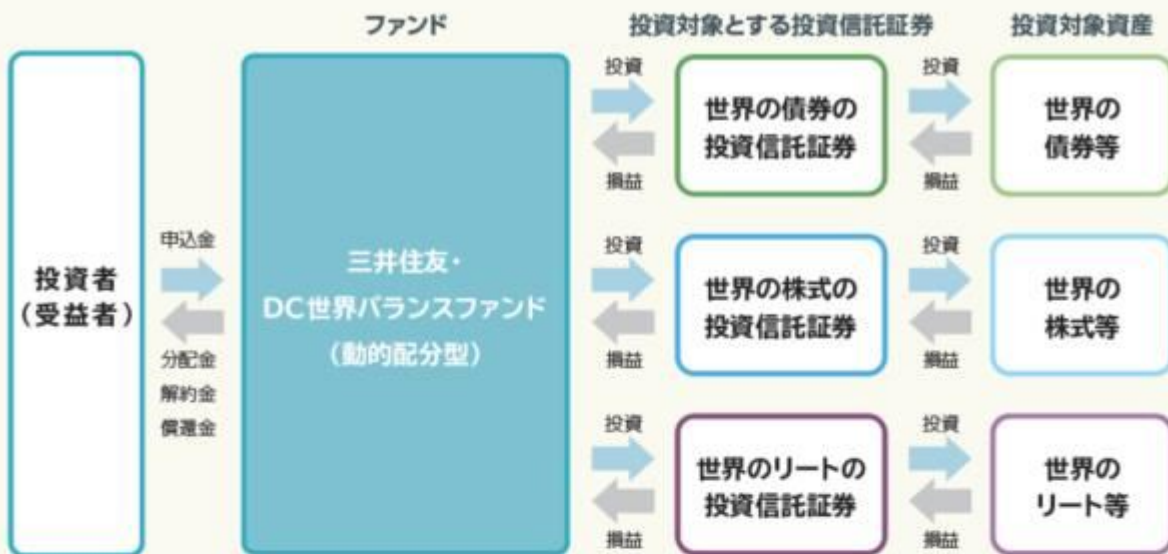 ファンド
投資対象とする投資信託証券
投資対象資産
投資者
(受益者)
申込金
分配金
解約金
償還金
三井住友・
DC世界バランスファンド
(動的配分型)
投資
損益
世界の債券の
投資信託証券
投資
損益
世界の
債券等
投資
損益
世界の株式の
投資信託証券
投資
損益
世界の
株式等
投資
損益
世界のリートの
投資信託証券
投資
損益
世界の
リート等